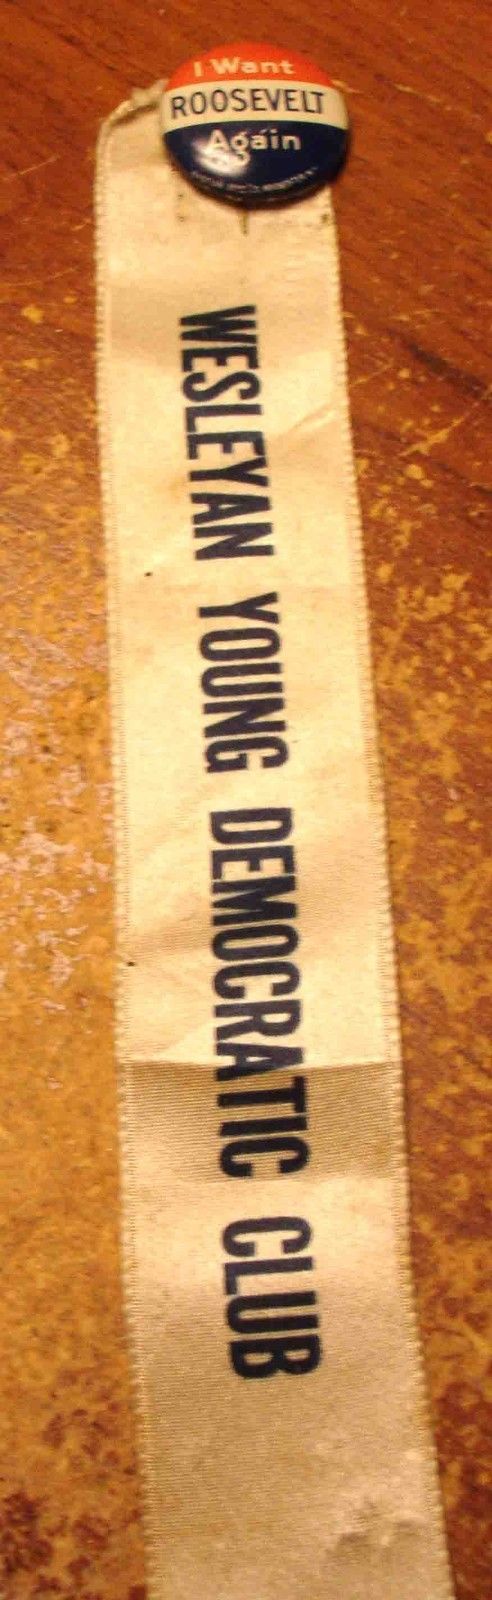 I Want
ROOSEVELT
Again
WESLEYAN YOUNG DEMOCRATIC CLUB